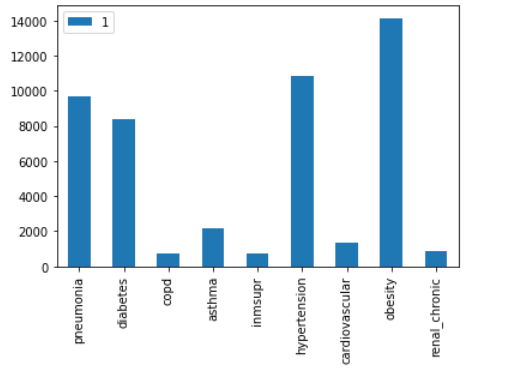 14000
12000
10000
8000
6000
4000
2000
0
1
pneumonia
diabetes
copd
asthma
inmsupr
hypertension
cardiovascular
obesity
renal_chronic